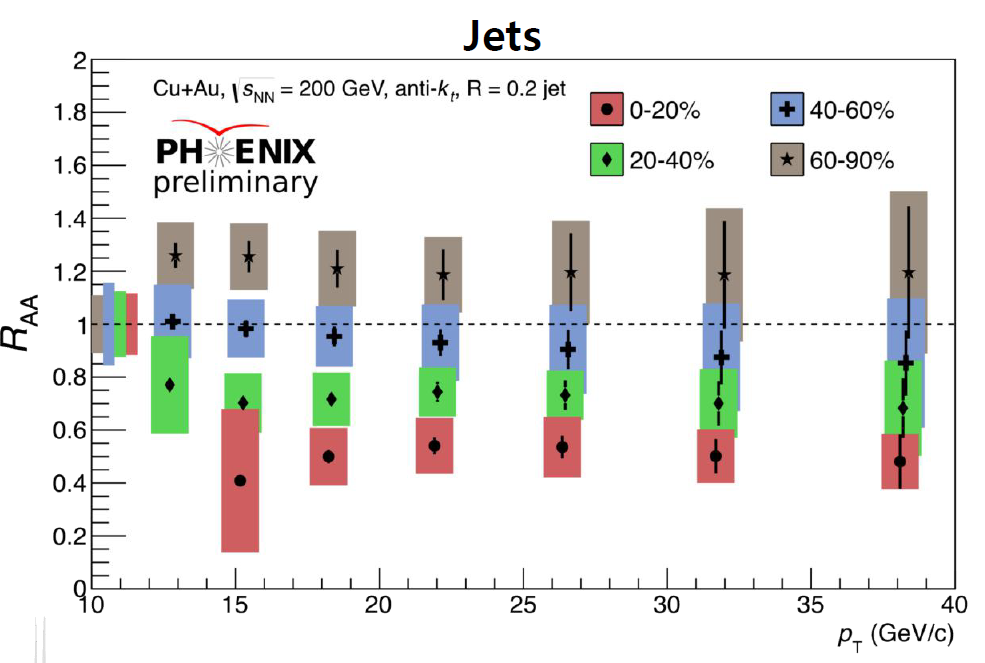 Jets
Cu+Au, √sNN = 200 GeV, anti-kt, R = 0.2 jet
PHENIX
preliminary
0-20%
40-60%
20-40%
60-90%
RAA
2
1.8
1.6
1.4
1.2
1
0.8
0.6
0.4
0.2
0
10 15 20 25 30 35 40
pT (GeV/c)